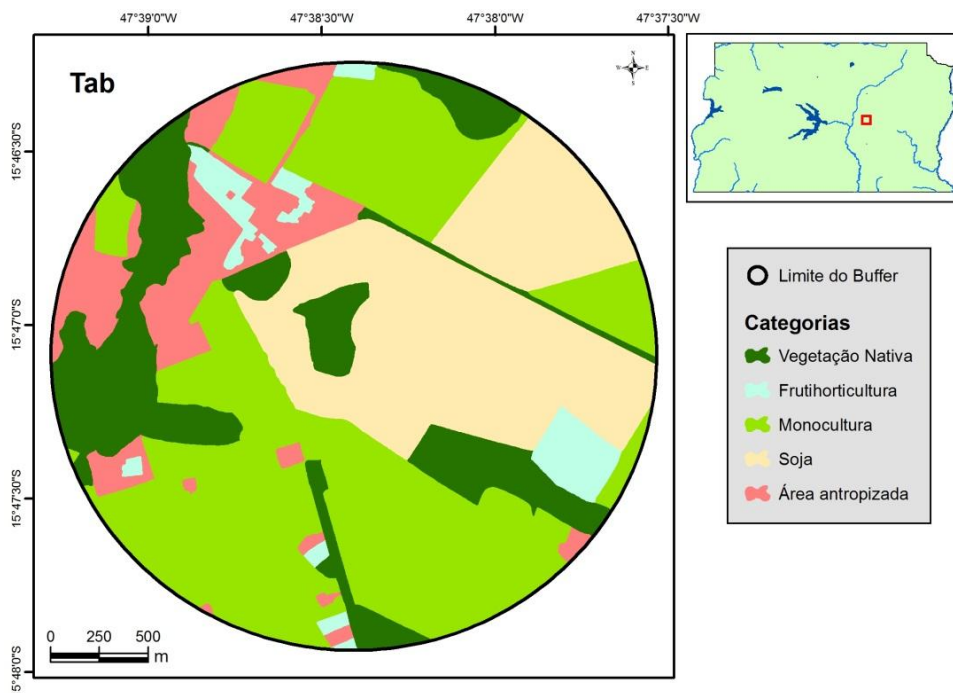 47°39'0"W
47°38'30"W
47°38'0"W
47°37'30"W
Tab
N
W E
S
15°46'30"S
15°47'0"S
15°47'30"S
5°48'0"S
0 250 500
m
Limite do Buffer
Categorias
Vegetação Nativa
Frutihorticultura
Monocultura
Soja
Área antropizada